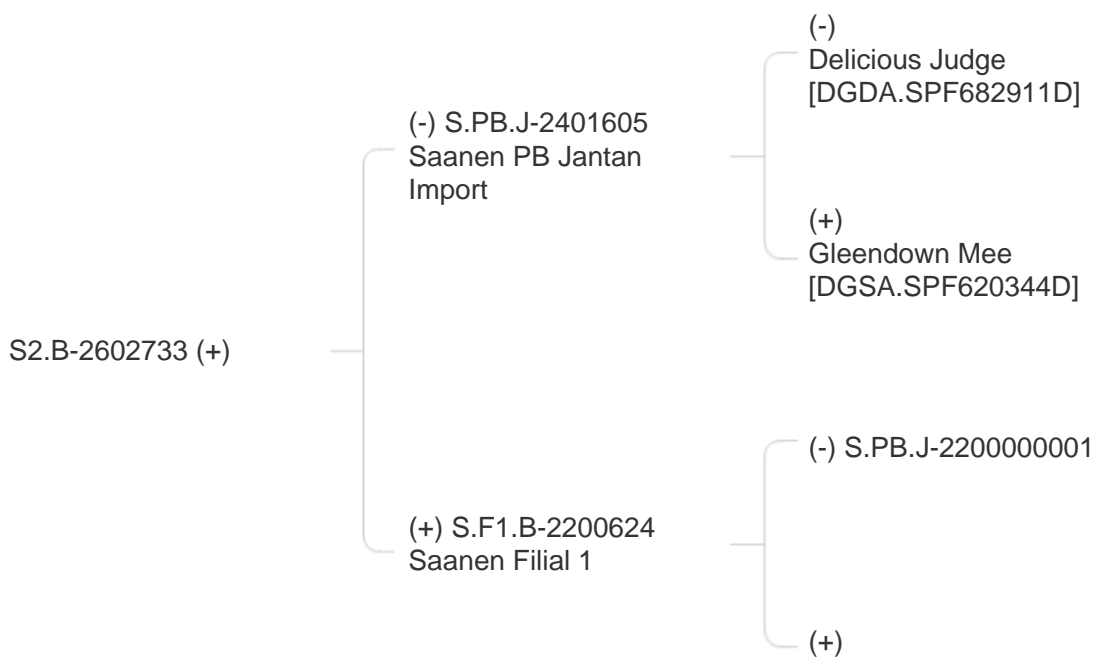 (-)
Delicious Judge
[DGDA.SPF682911D]
(-) S.PB.J-2401605
Saanen PB Jantan
Import
(+)
Gleendown Mee
[DGSA.SPF620344D]
S2.B-2602733 (+)
(-) S.PB.J-2200000001
(+) S.F1.B-2200624
Saanen Filial 1
(+)